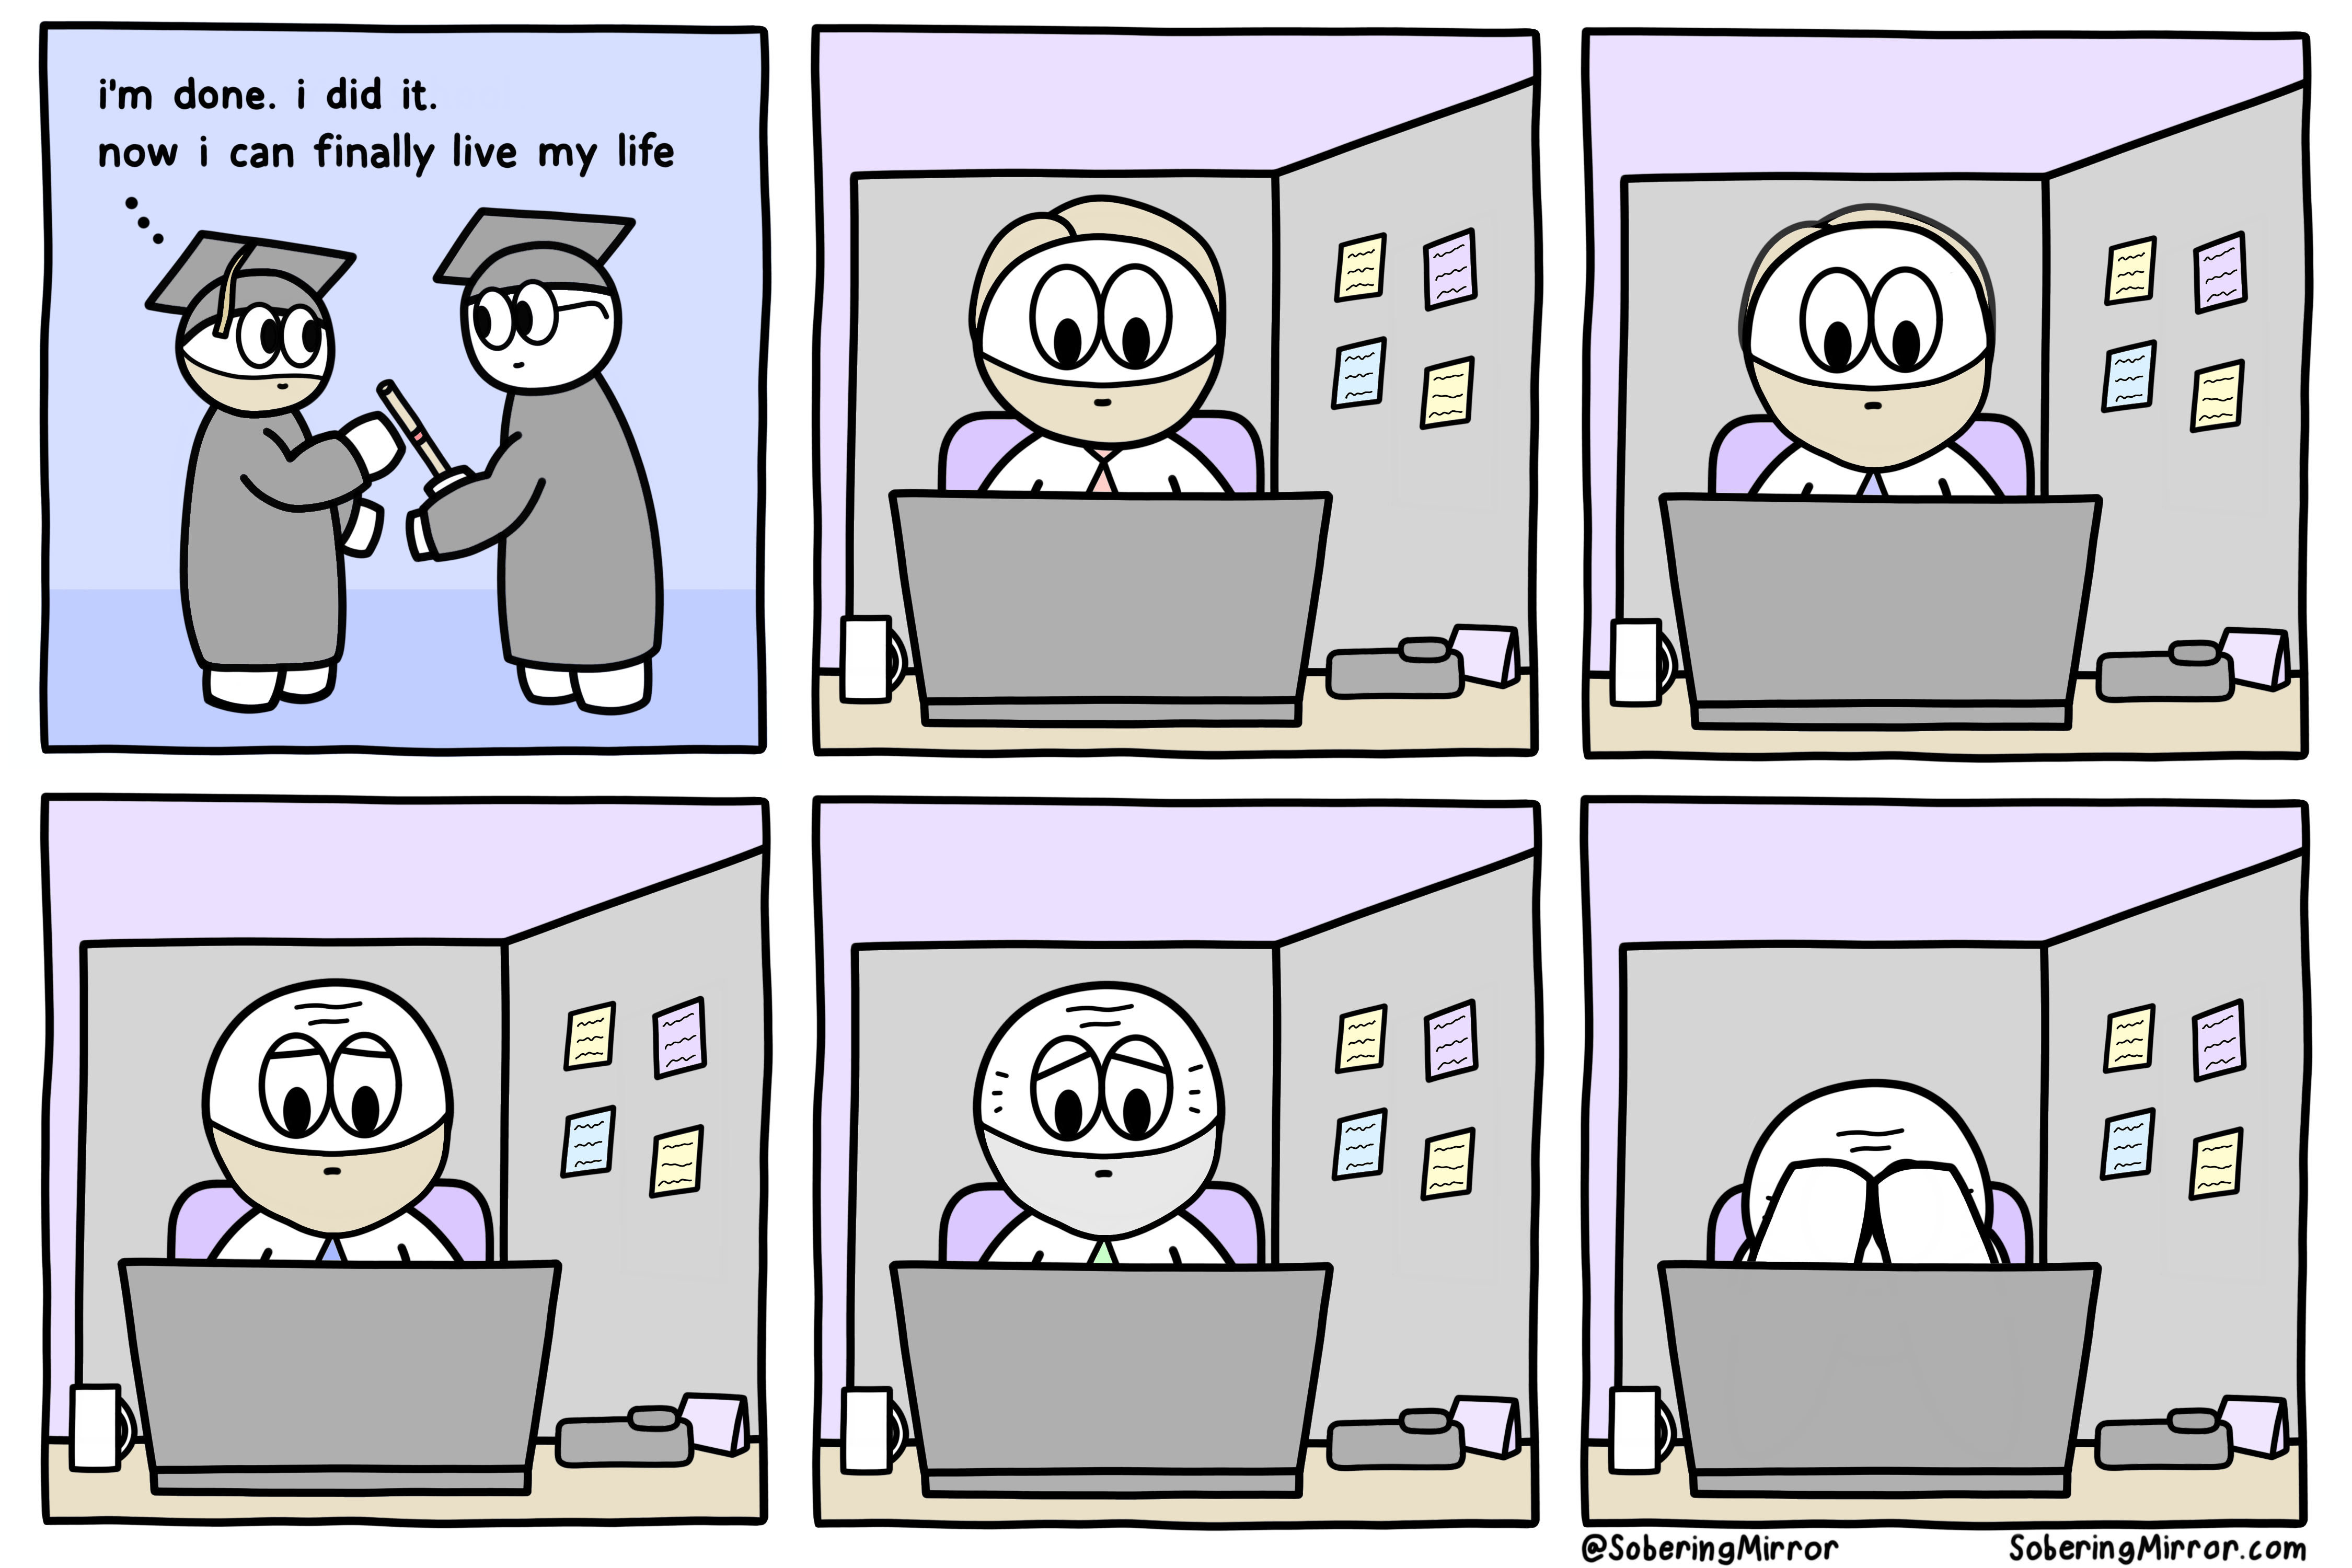 i'm done. i did it.
now i can finally live my life
@SoberingMirror
SoberingMirror.com